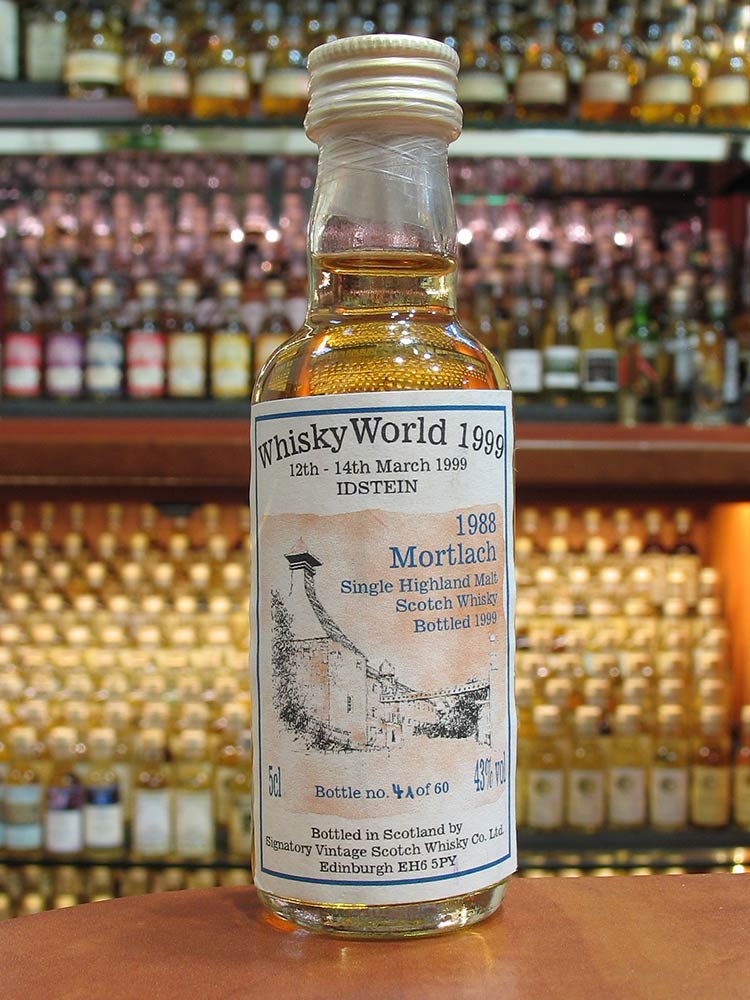 WhiskyWorld 1999
12th - 14th March 1999
IDSTEIN
1988
Mortlach
Single Highland Malt
Scotch Whisky
Bottled 1999
5cl
Bottle no. 41 of 60
43% vol
Bottled in Scotland by
Signatory Vintage Scotch Whisky Co. Ltd.
Edinburgh EH6 5PY